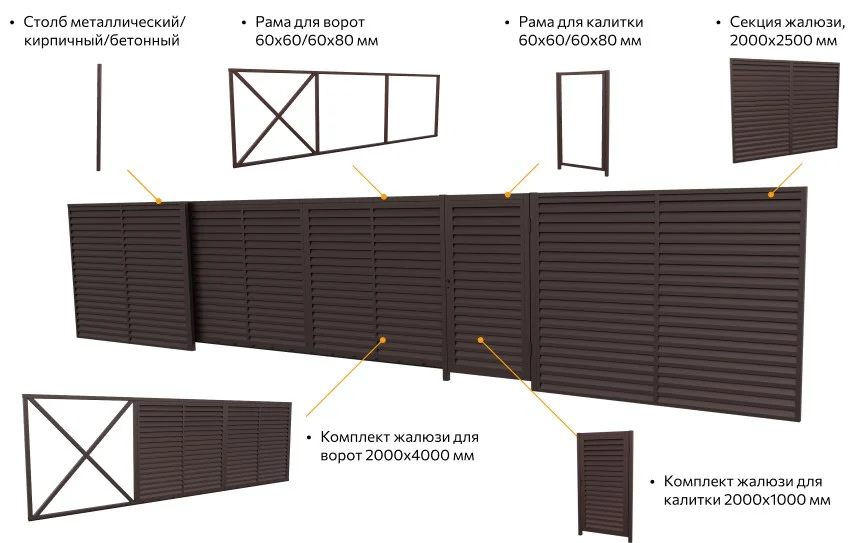 • Столб металлический/
кирпичный/бетонный
• Рама для ворот
60х60/60х80 мм
• Рама для калитки
60х60/60х80 мм
• Секция жалюзи,
2000х2500 мм
• Комплект жалюзи для
ворот 2000х4000 мм
• Комплект жалюзи для
калитки 2000х1000 мм